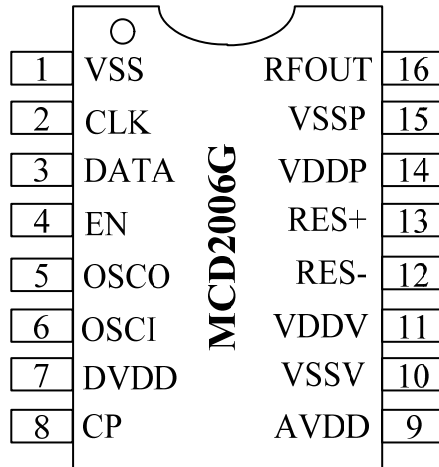 1 VSS RFOUT 16
2 CLK VSSP 15
3 DATA VDDP 14
4 EN RES+ 13
5 OSCO RES- 12
6 OSCI VDDV 11
7 DVDD VSSV 10
8 CP AVDD 9
MCD2006G